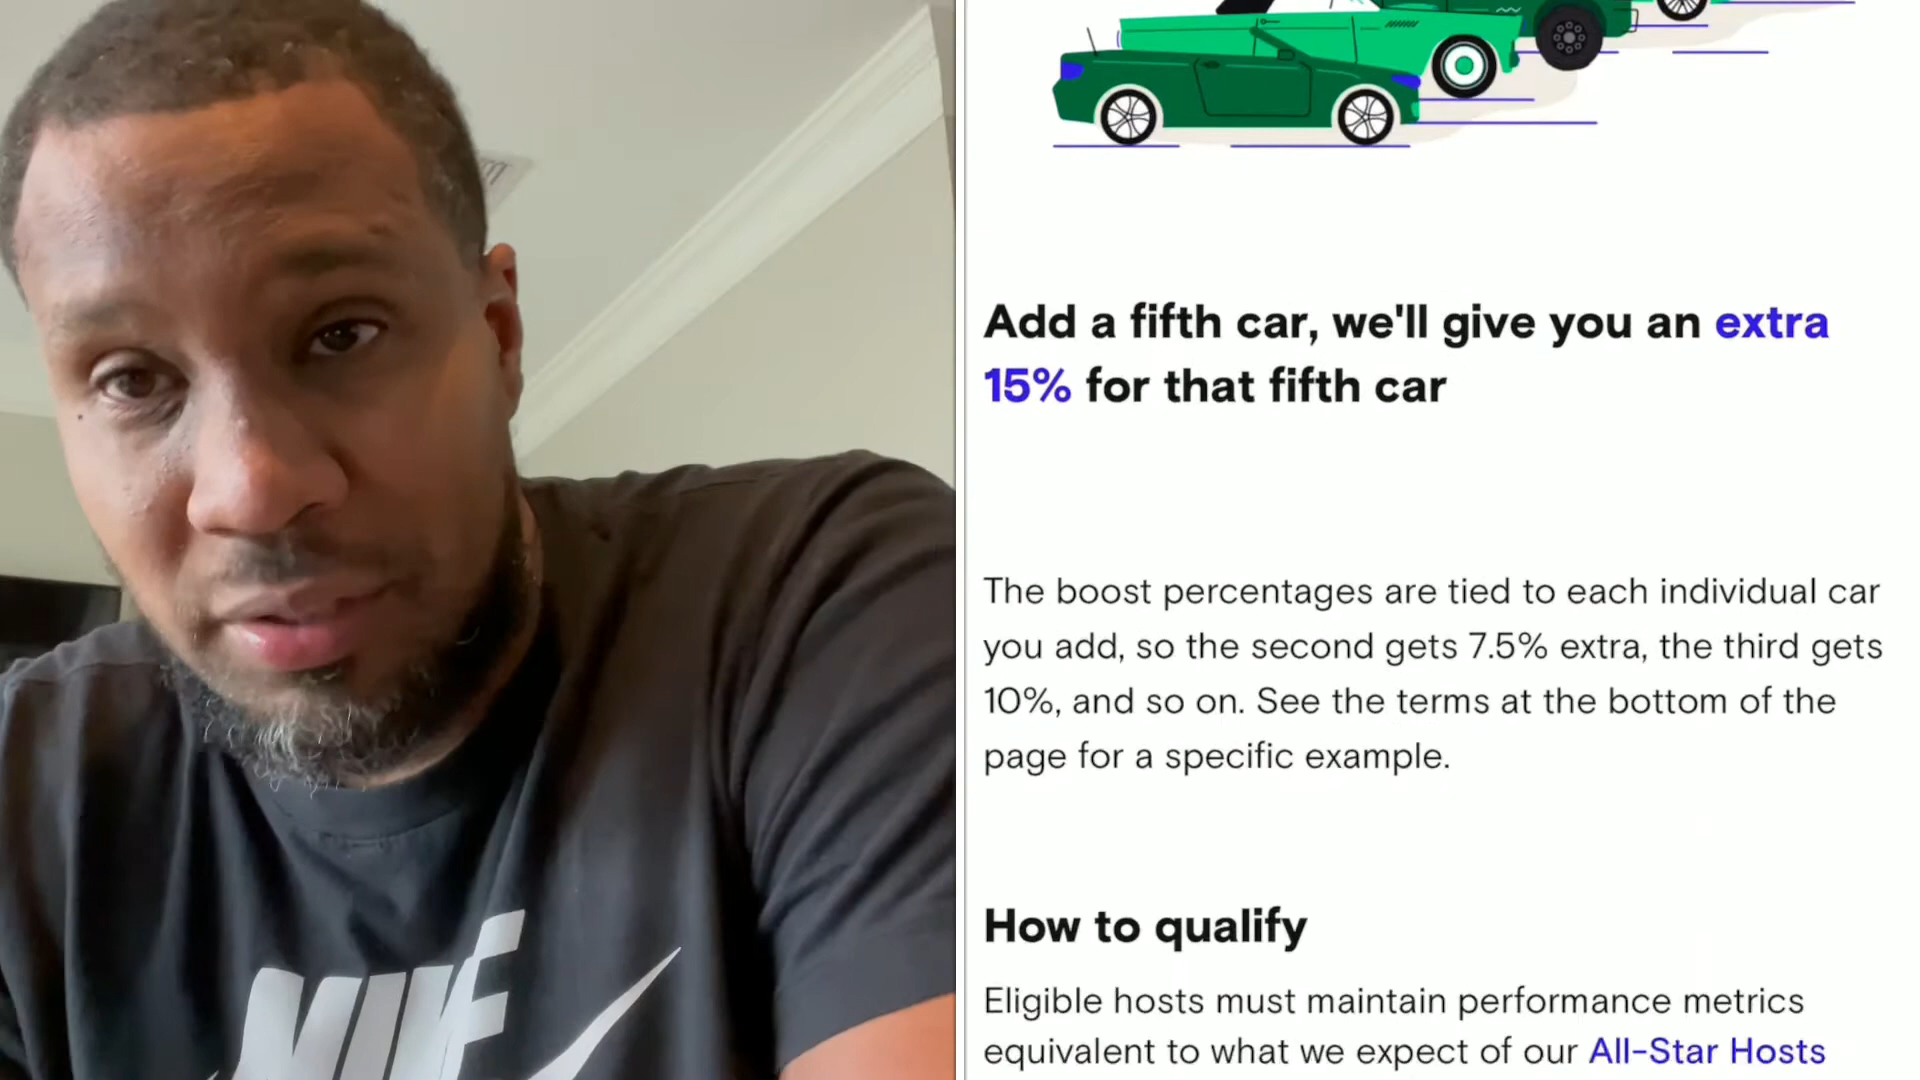 Add a fifth car, we'll give you an extra
15% for that fifth car
The boost percentages are tied to each individual car
you add, so the second gets 7.5% extra, the third gets
10%, and so on. See the terms at the bottom of the
page for a specific example.
How to qualify
Eligible hosts must maintain performance metrics
equivalent to what we expect of our All-Star Hosts
NIKE